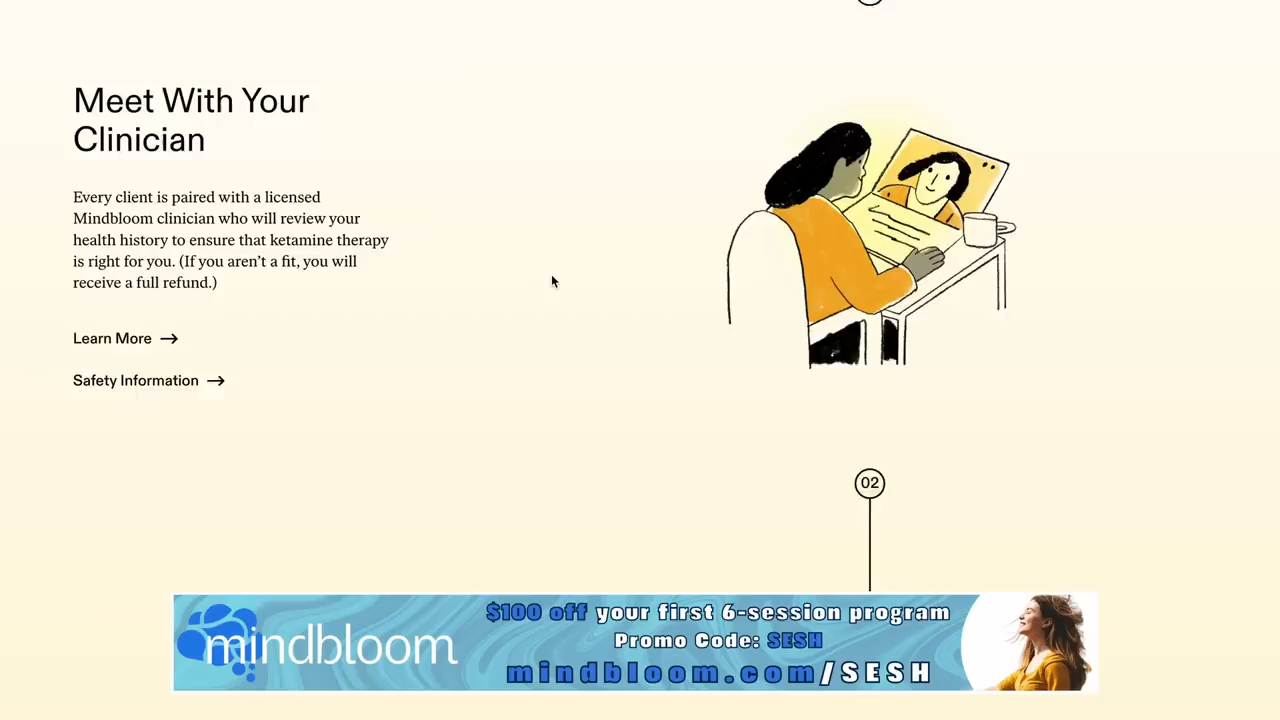 Meet With Your
Clinician
Every client is paired with a licensed
Mindbloom clinician who will review your
health history to ensure that ketamine therapy
is right for you. (If you aren’t a fit, you will
receive a full refund.)
Learn More →
Safety Information →
02
mindbloom
$100 off your first 6-session program
Promo Code: SESH
mindbloom.com/SESH